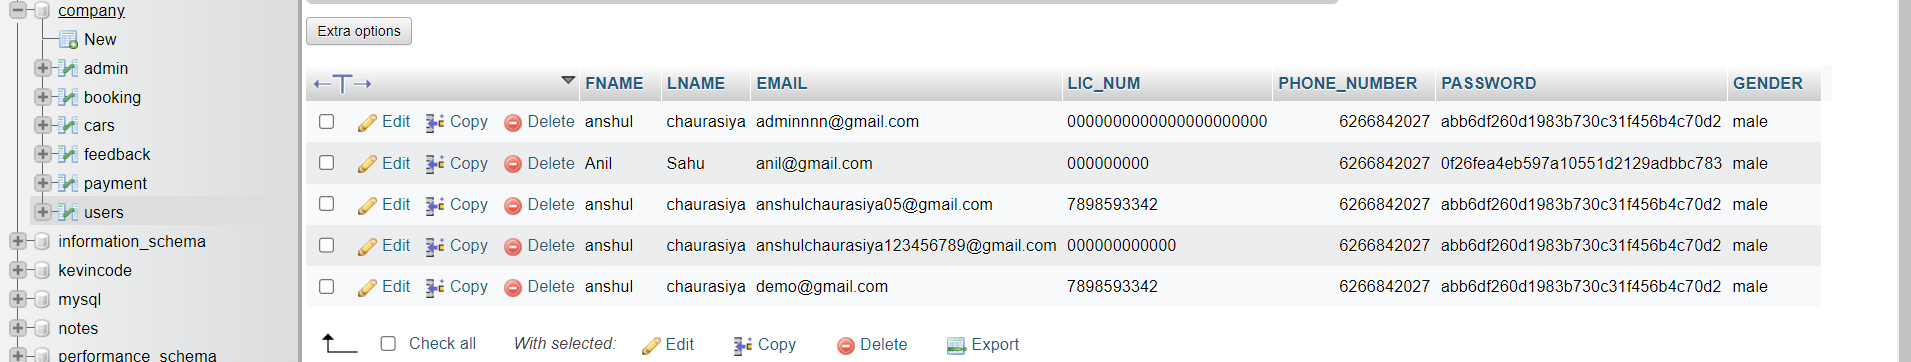 company
New
admin
booking
cars
feedback
payment
users
information_schema
kevincode
mysql
notes
performance_schema
Extra options
FNAME LNAME EMAIL LIC_NUM PHONE_NUMBER PASSWORD GENDER
Edit Copy Delete anshul chaurasiya adminnnn@gmail.com 00000000000000000000 6266842027 abb6df260d1983b730c31f456b4c70d2 male
Edit Copy Delete Anil Sahu anil@gmail.com 000000000 6266842027 0f26fea4eb597a10551d2129adbbc783 male
Edit Copy Delete anshul chaurasiya anshulchaurasiya05@gmail.com 7898593342 6266842027 abb6df260d1983b730c31f456b4c70d2 male
Edit Copy Delete anshul chaurasiya anshulchaurasiya123456789@gmail.com 000000000000 6266842027 abb6df260d1983b730c31f456b4c70d2 male
Edit Copy Delete anshul chaurasiya demo@gmail.com 7898593342 6266842027 abb6df260d1983b730c31f456b4c70d2 male
Check all With selected: Edit Copy Delete Export